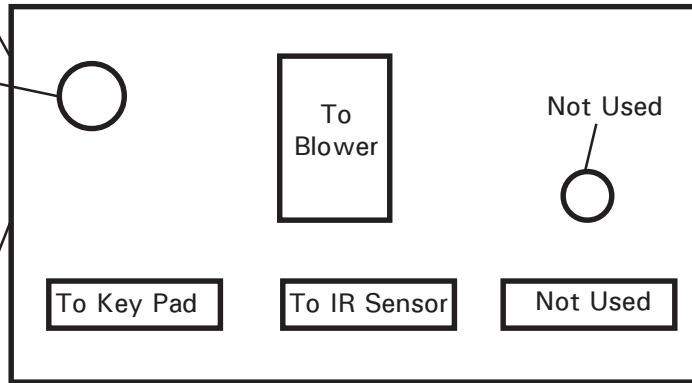 To
Blower
Not Used
To Key Pad
To IR Sensor
Not Used